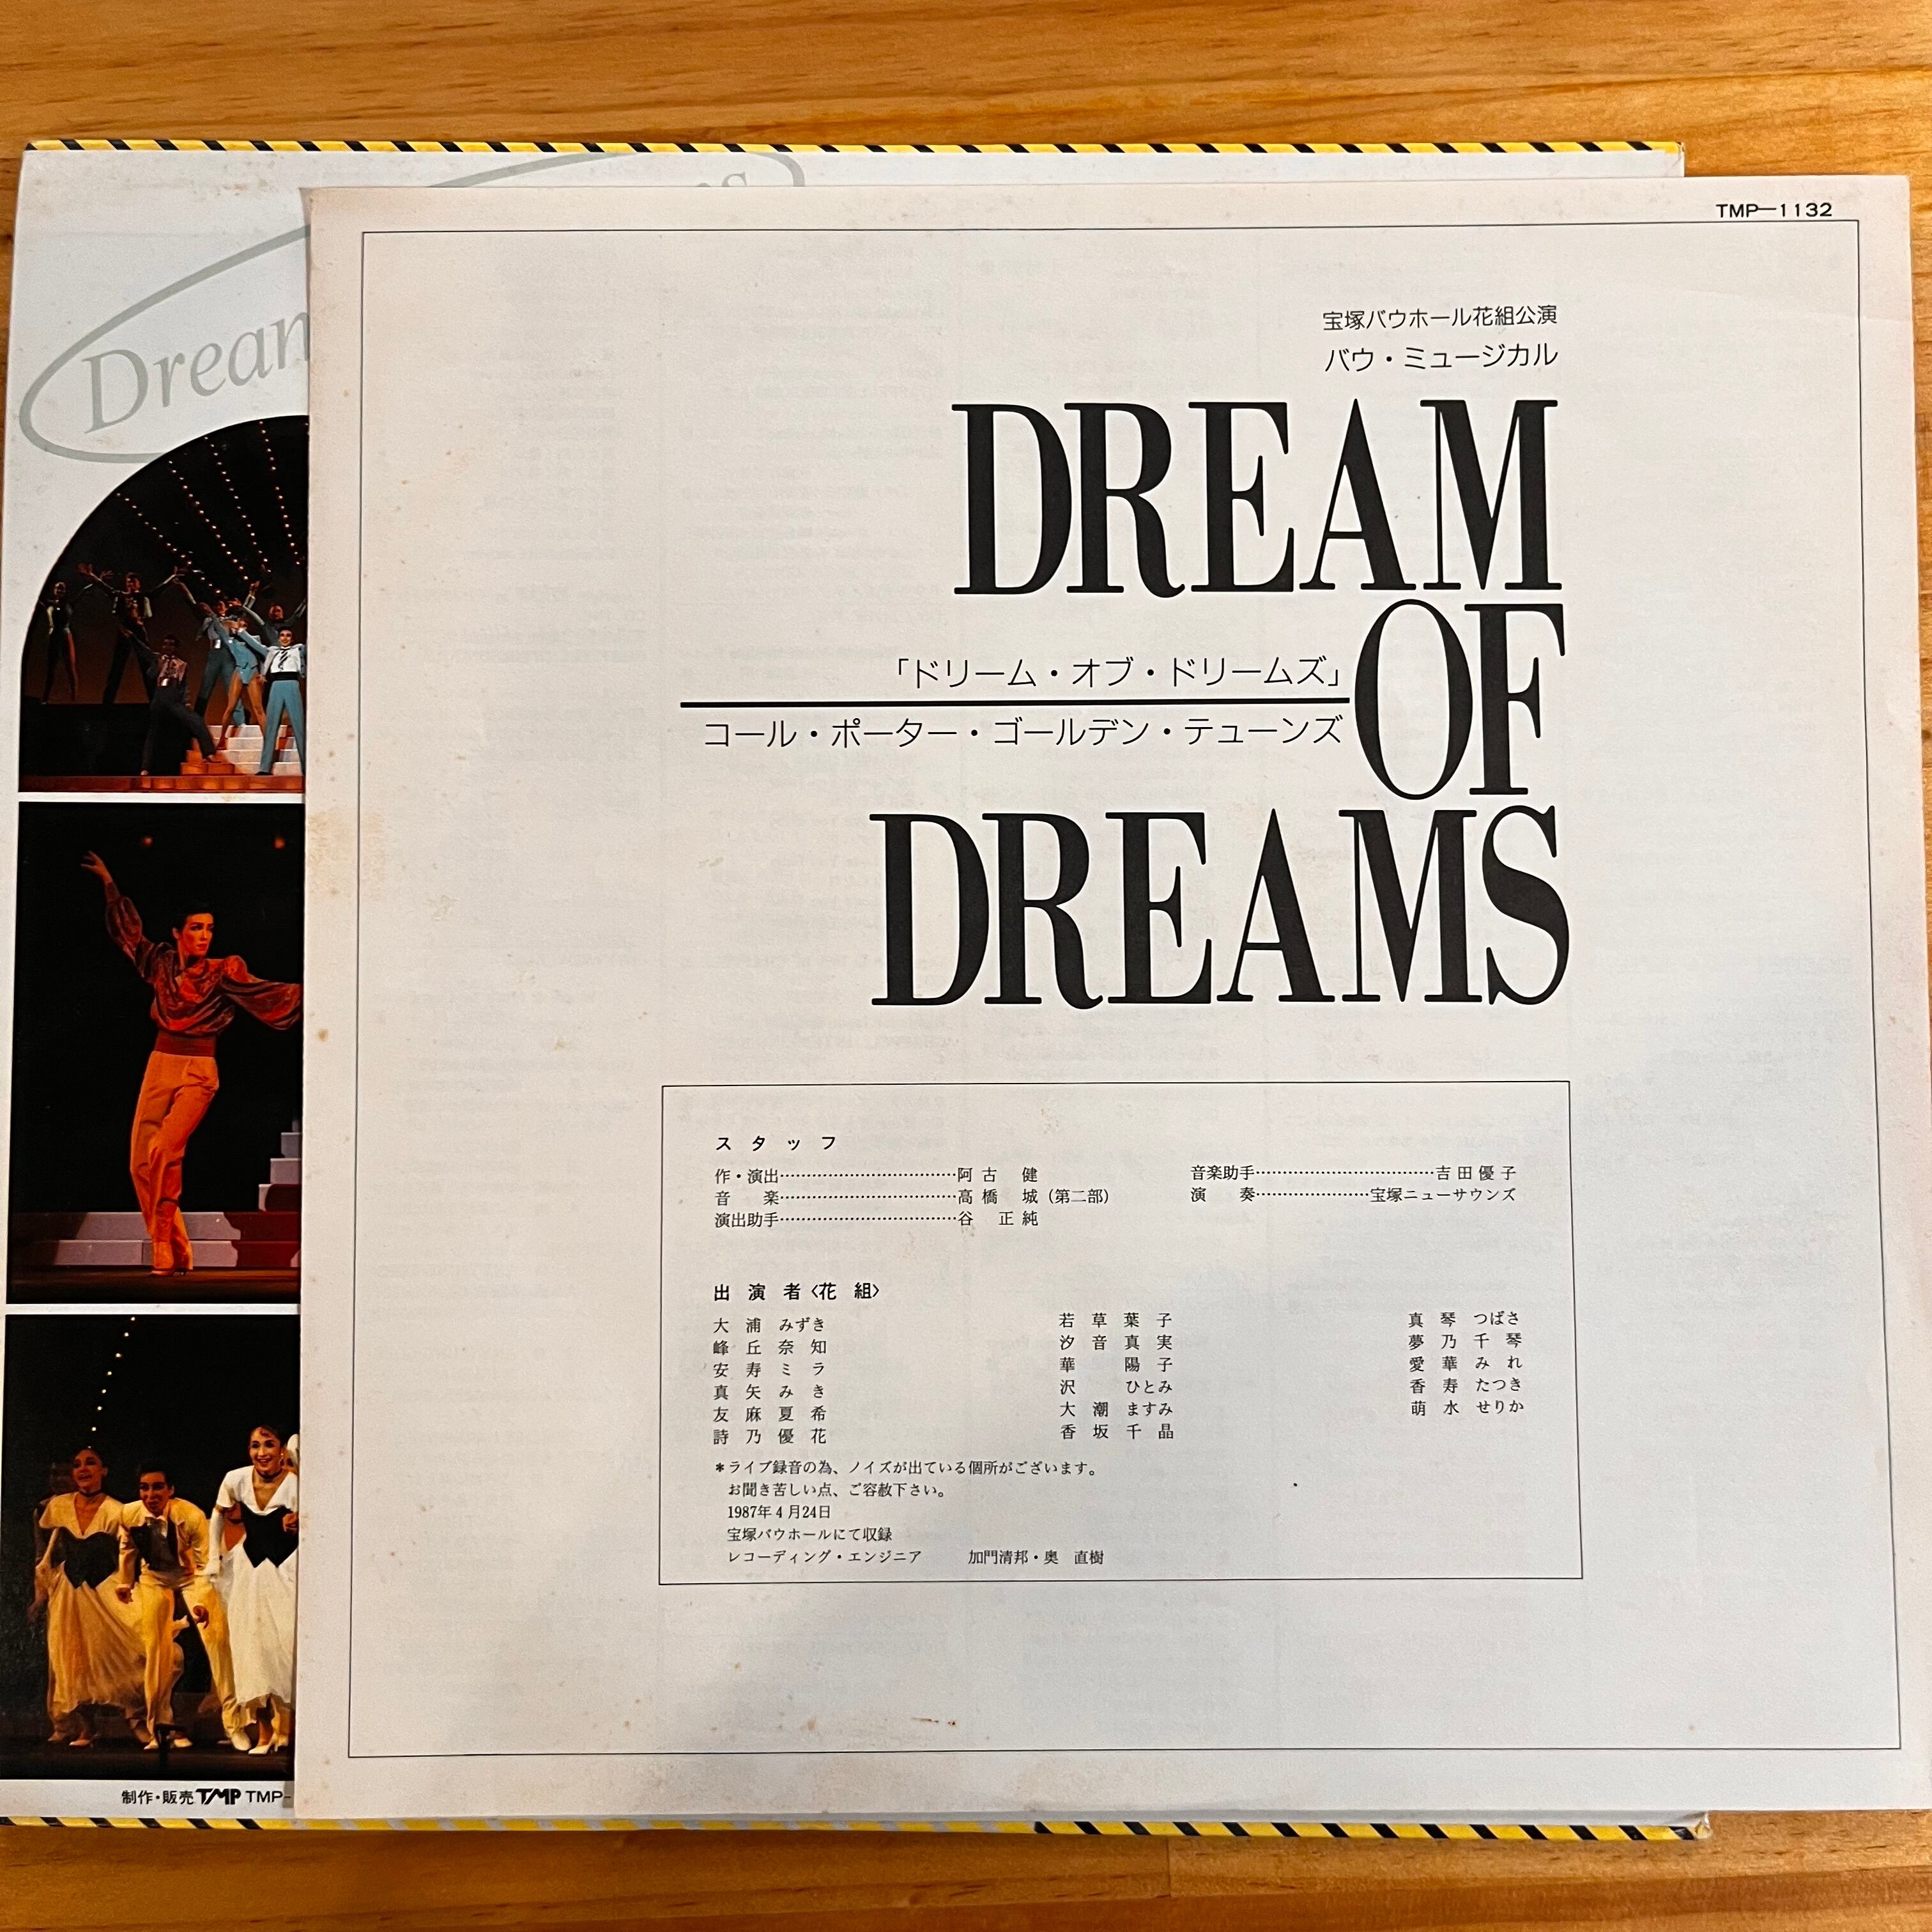 TMP―1132
宝塚バウホール花組公演
バウ・ミュージカル
DREAM
OF
「ドリーム・オブ・ドリームズ」
コール・ポーター・ゴールデン・テューンズ
DREAMS
スタッフ
作・演出………………………………阿古 健
音 楽………………………………高橋 城(第二部)
演出助手………………………………谷 正純
音楽助手………………………………吉田優子
演 奏…………………宝塚ニューサウンズ
出演者〈花組〉
大浦みずき
峰丘奈知
安寿ミラ
真矢みき
友麻夏希
詩乃優花
若草葉子
汐音真実
華 陽子
沢 ひとみ
大潮ますみ
香坂千晶
真琴つばさ
夢乃千琴
愛華みれ
香寿たつき
萌水せりか
*ライブ録音の為、ノイズが出ている個所がございます。
お聞き苦しい点、ご容赦下さい。
1987年4月24日
宝塚バウホールにて収録
レコーディング・エンジニア 加門清邦・奥 直樹
制作・販売 TMP TMP-